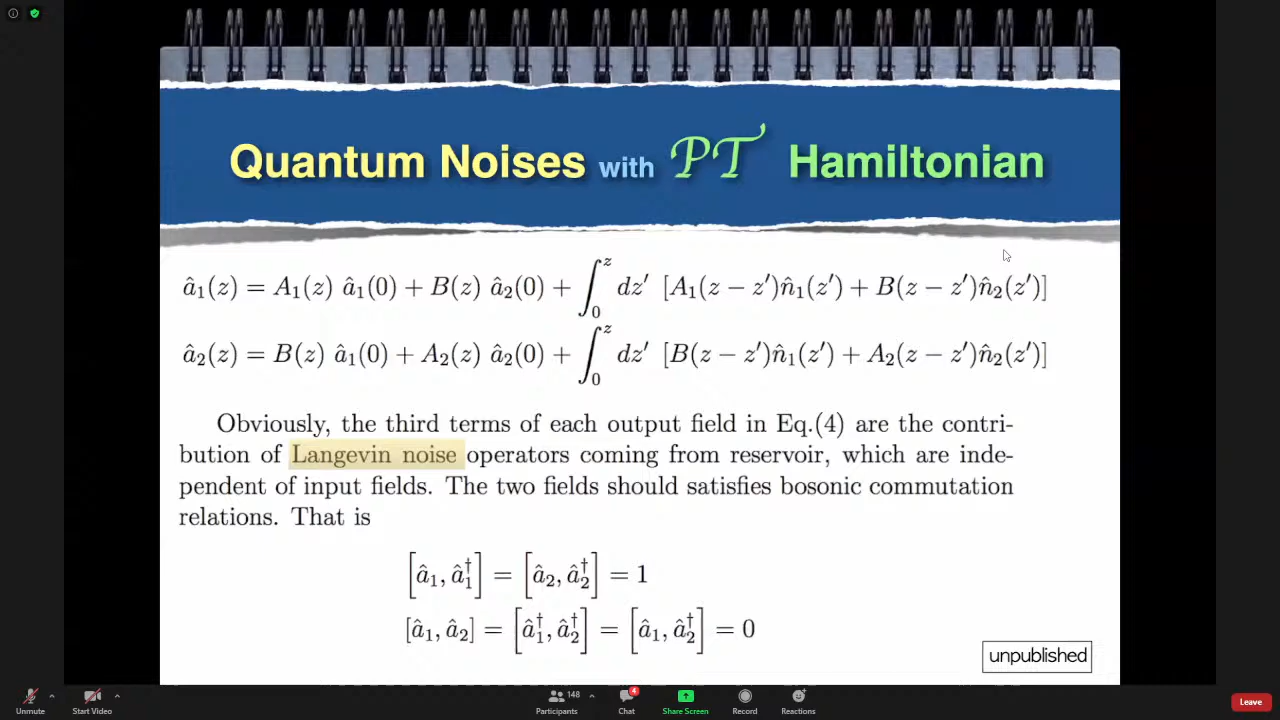 Quantum Noises with 𝒫𝒯 Hamiltonian
â₁(z) = A₁(z) â₁(0) + B(z) â₂(0) + ∫₀ᶻ dz′ [A₁(z − z′)n̂₁(z′) + B(z − z′)n̂₂(z′)]
â₂(z) = B(z) â₁(0) + A₂(z) â₂(0) + ∫₀ᶻ dz′ [B(z − z′)n̂₁(z′) + A₂(z − z′)n̂₂(z′)]
Obviously, the third terms of each output field in Eq.(4) are the contri-
bution of Langevin noise operators coming from reservoir, which are inde-
pendent of input fields. The two fields should satisfies bosonic commutation
relations. That is
[â₁, â₁†] = [â₂, â₂†] = 1
[â₁, â₂] = [â₁†, â₂†] = [â₁, â₂†] = 0
unpublished
148
4
Unmute
Start Video
Participants
Chat
Share Screen
Record
Reactions
Leave